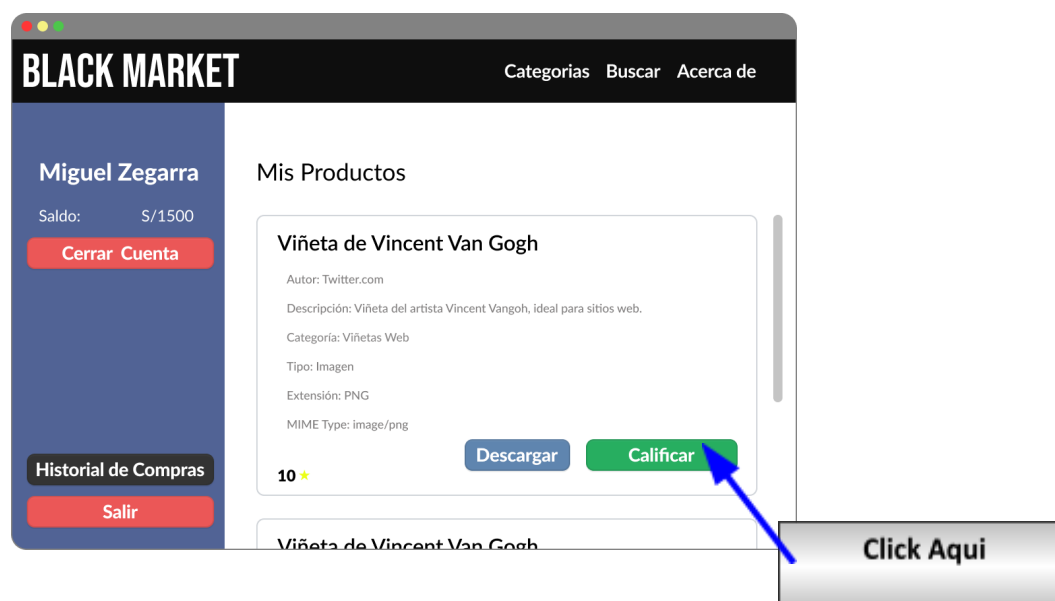 BLACK MARKET
Categorias Buscar Acerca de
Miguel Zegarra
Saldo: S/1500
Cerrar Cuenta
Historial de Compras
Salir
Mis Productos
Viñeta de Vincent Van Gogh
Autor: Twitter.com
Descripción: Viñeta del artista Vincent Vangoh, ideal para sitios web.
Categoría: Viñetas Web
Tipo: Imagen
Extensión: PNG
MIME Type: image/png
Descargar Calificar
10 ★
Viñeta de Vincent Van Gogh
Click Aqui